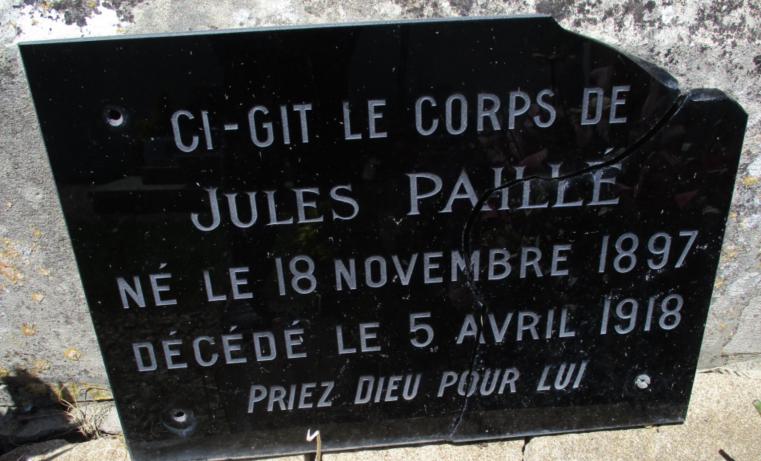 CI-GIT LE CORPS DE
JULES PAILLÉ
NÉ LE 18 NOVEMBRE 1897
DÉCÉDÉ LE 5 AVRIL 1918
PRIEZ DIEU POUR LUI